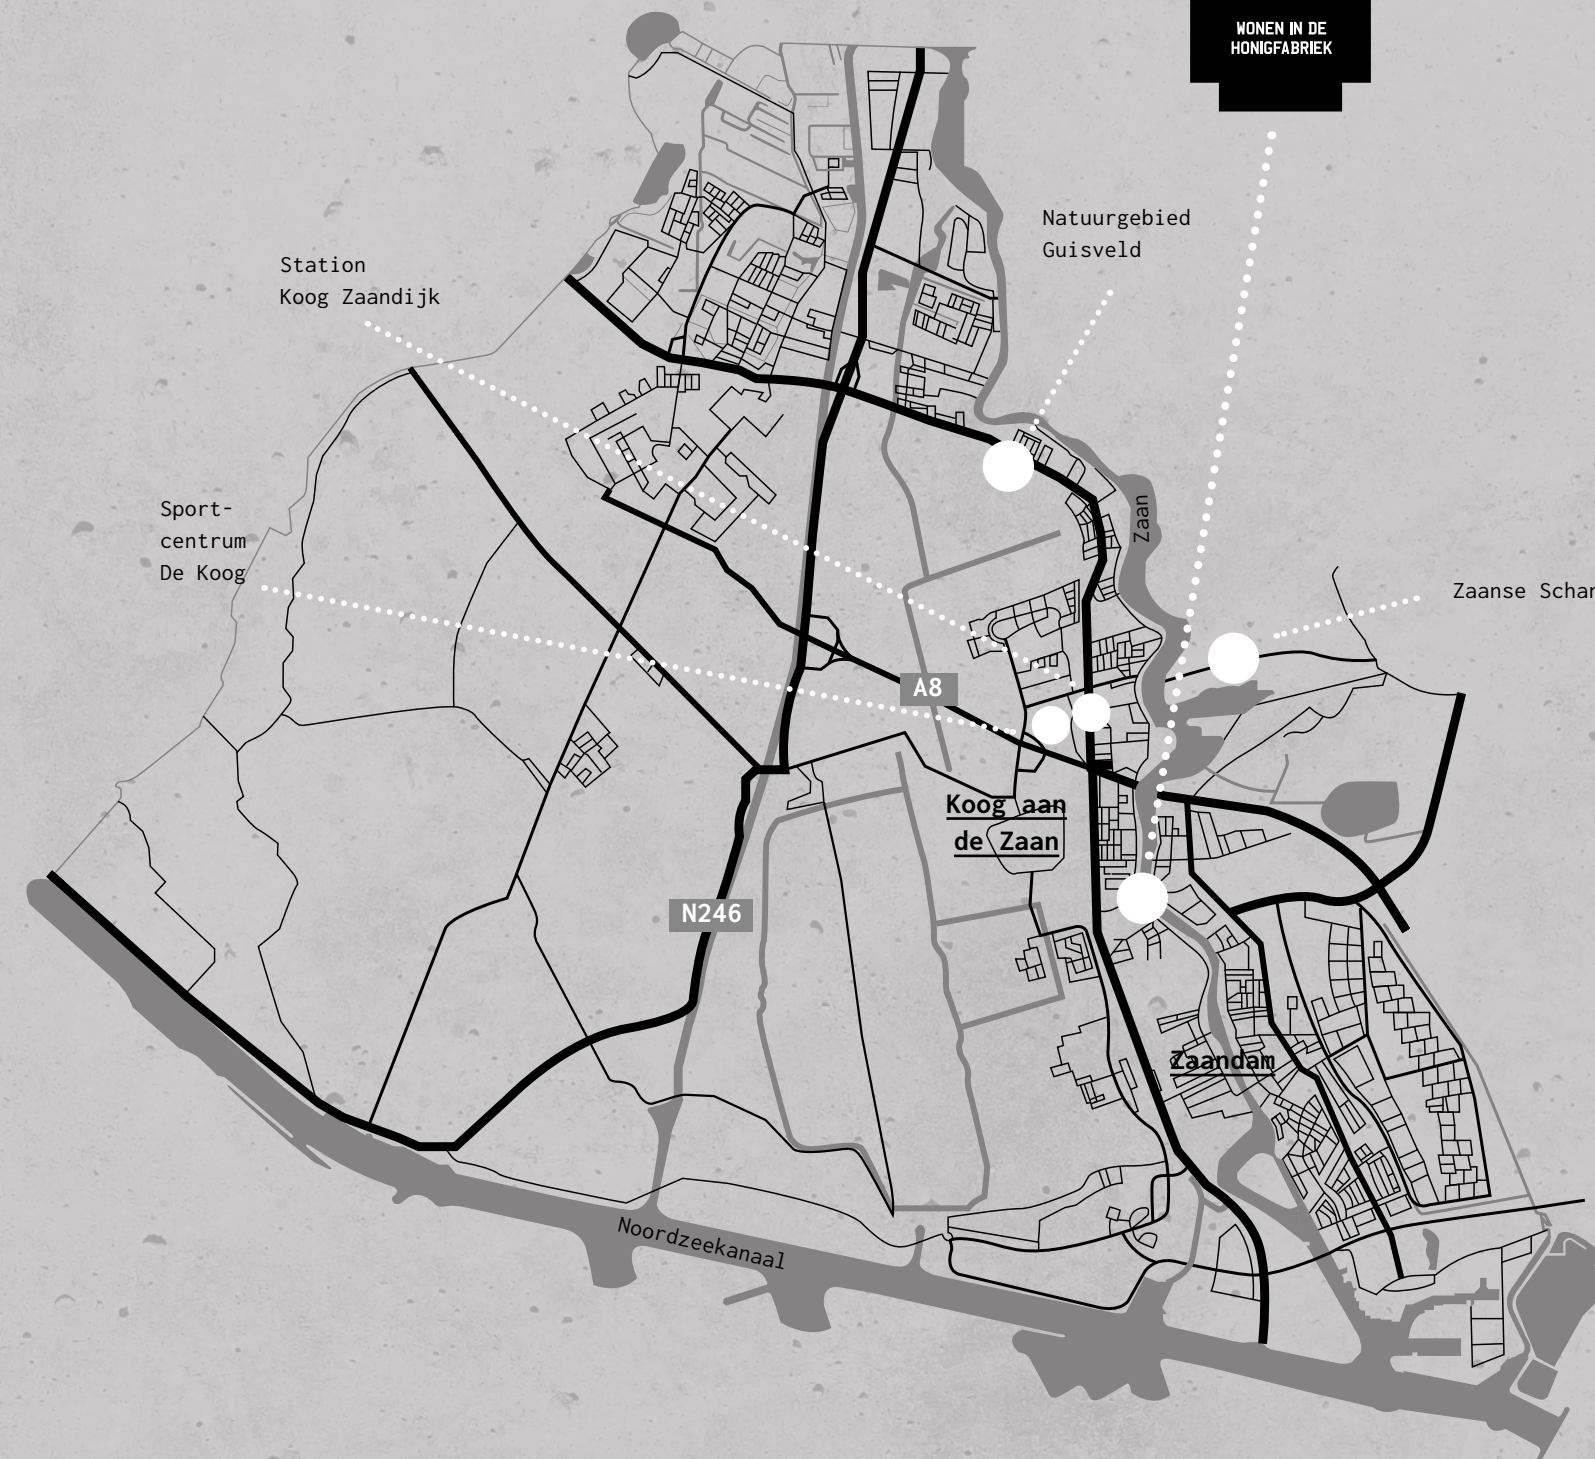 WONEN IN DE
HONIGFABRIEK
Natuurgebied
Guisveld
Station
Koog Zaandijk
Sport-
centrum
De Koog
Zaan
Zaanse Schan
A8
Koog aan
de Zaan
N246
Zaandam
Noordzeekanaal